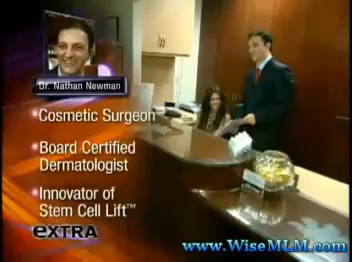 Dr. Nathan Newman
Cosmetic Surgeon
Board Certified
Dermatologist
Innovator of
Stem Cell Lift™
eXTRA
www.WiseMLM.com